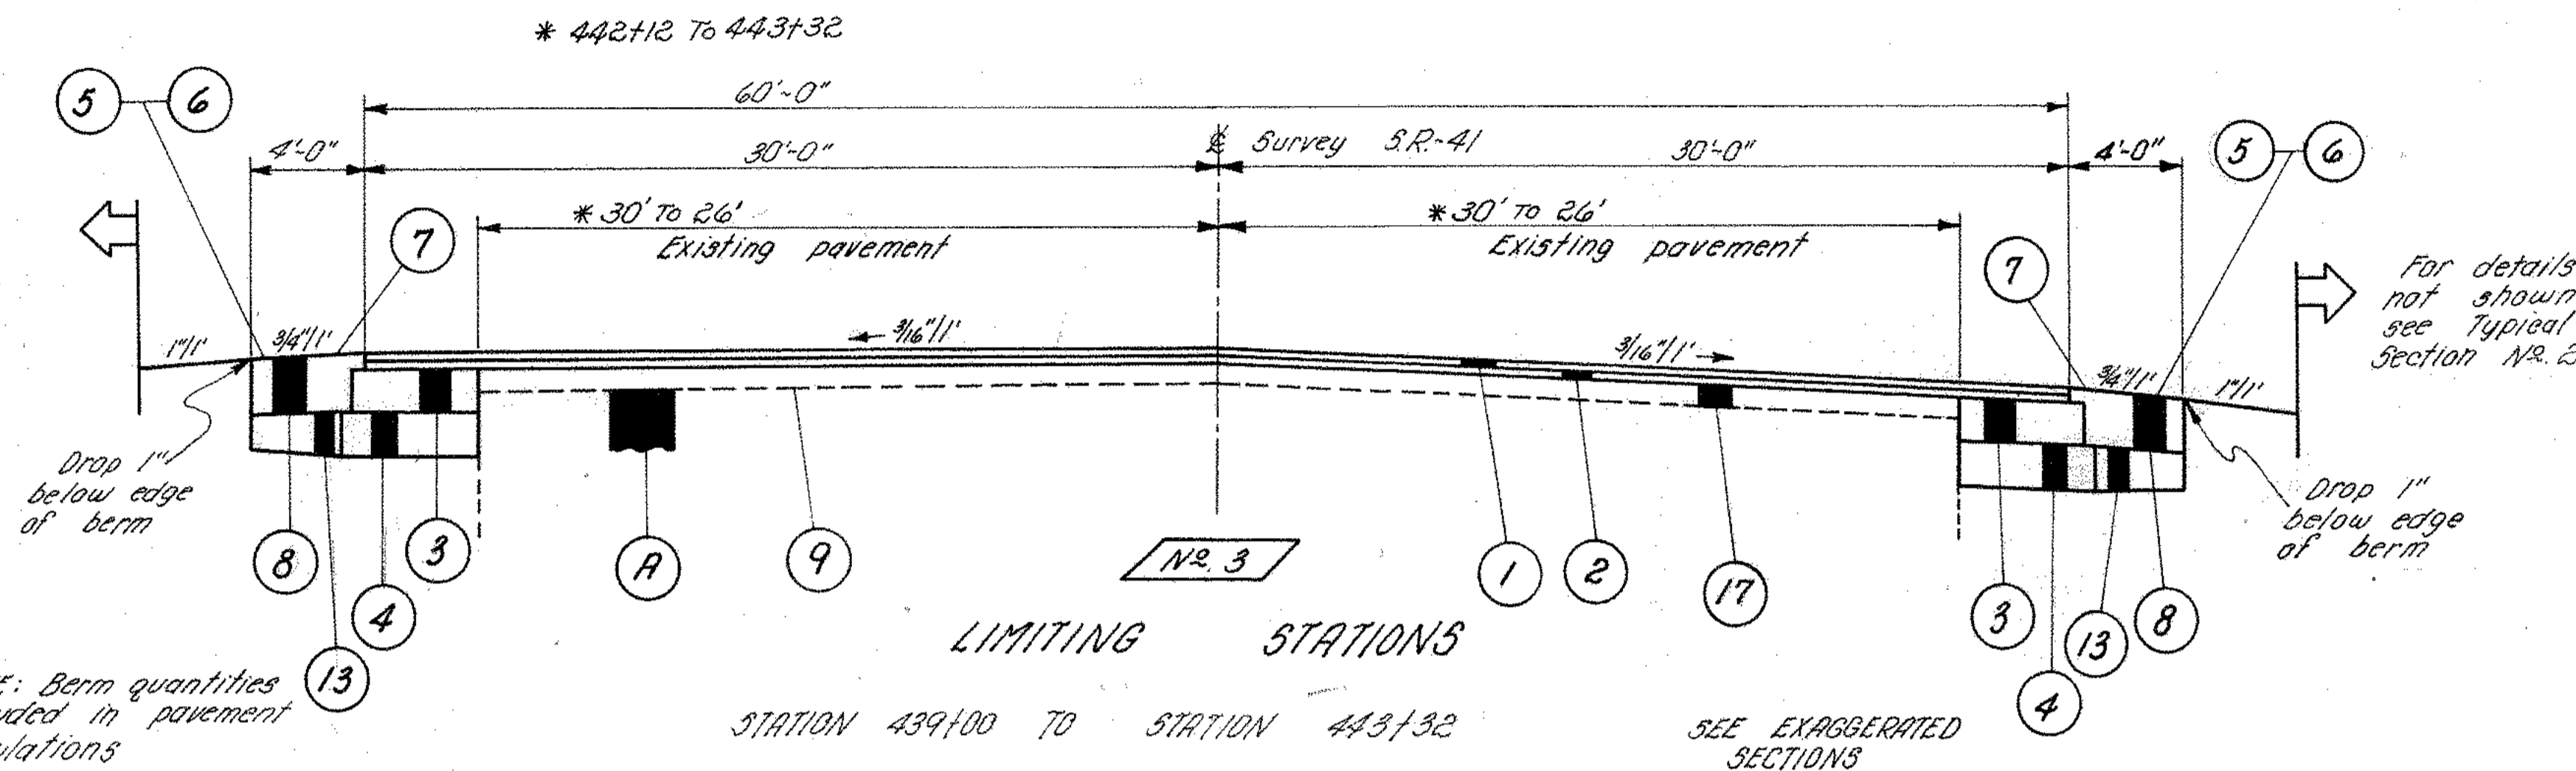 * 442+12 To 443+32
60'-0"
4'-0"
30'-0"
℄ Survey S.R.-41
30'-0"
4'-0"
5
6
5
6
* 30' To 26'
Existing pavement
* 30' To 26'
Existing pavement
7
7
For details
not shown
see Typical
Section Nº. 2
1"/1'
3/4"/1'
3/16"/1'
3/16"/1'
3/4"/1'
1"/1'
Drop 1"
below edge
of berm
Drop 1"
below edge
of berm
8
13
4
3
A
9
Nº. 3
1
2
17
3
4
13
8
LIMITING STATIONS
STATION 439+00 TO STATION 443+32
SEE EXAGGERATED
SECTIONS
: Berm quantities
in pavement